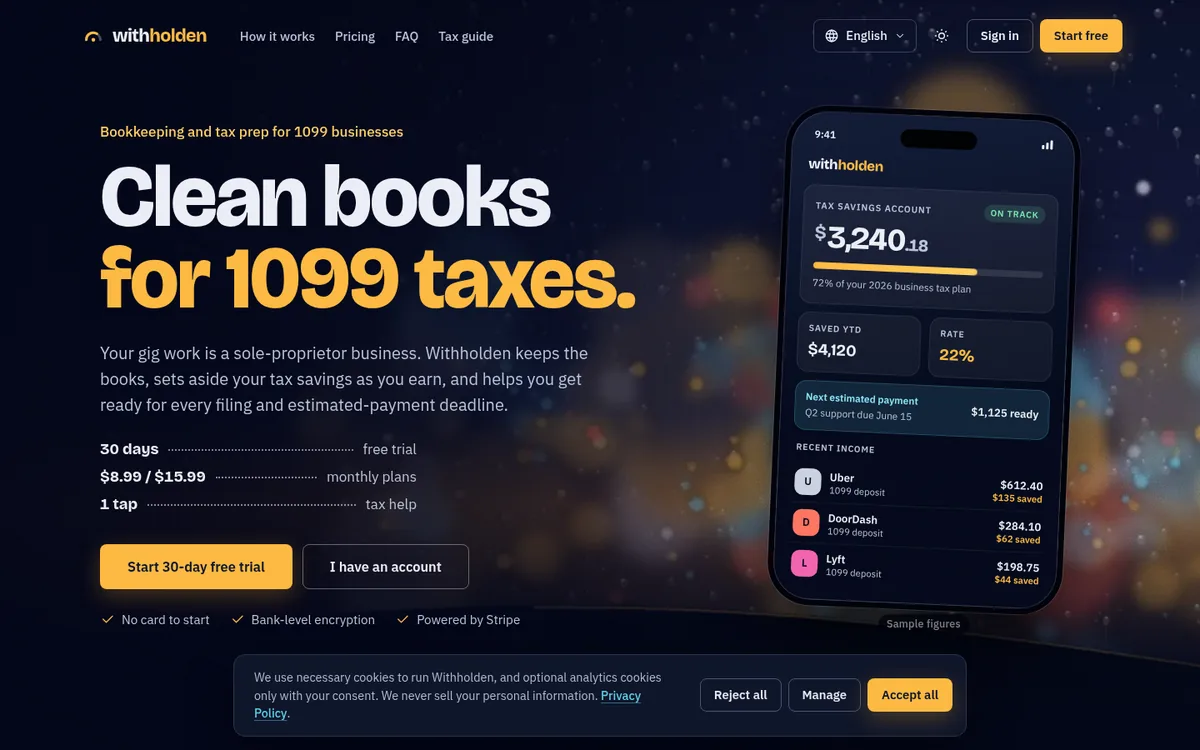 withholden
How it works
Pricing
FAQ
Tax guide
English
Sign in
Start free
Bookkeeping and tax prep for 1099 businesses
Clean books
for 1099 taxes.
Your gig work is a sole-proprietor business. Withholden keeps the
books, sets aside your tax savings as you earn, and helps you get
ready for every filing and estimated-payment deadline.
30 days free trial
$8.99 / $15.99 monthly plans
1 tap tax help
Start 30-day free trial
I have an account
No card to start
Bank-level encryption
Powered by Stripe
9:41
withholden
TAX SAVINGS ACCOUNT
ON TRACK
$3,240.18
72% of your 2026 business tax plan
SAVED YTD
$4,120
RATE
22%
Next estimated payment
Q2 support due June 15
$1,125 ready
RECENT INCOME
U
Uber
1099 deposit
$612.40
$135 saved
D
DoorDash
1099 deposit
$284.10
$62 saved
L
Lyft
1099 deposit
$198.75
$44 saved
Sample figures
We use necessary cookies to run Withholden, and optional analytics cookies
only with your consent. We never sell your personal information. Privacy
Policy.
Reject all
Manage
Accept all